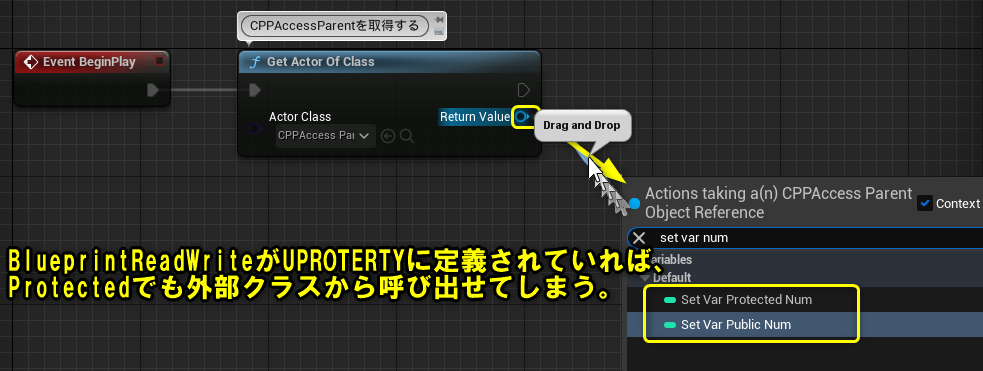 CPPAccessParentを取得する
Event BeginPlay
Get Actor Of Class
Actor Class
CPPAccess Par
Return Value
Drag and Drop
Actions taking a(n) CPPAccess Parent
Object Reference
Context
set var num
BlueprintReadWriteがUPROTERTYに定義されていれば、
Protectedでも外部クラスから呼び出せてしまう。
ariables
Default
Set Var Protected Num
Set Var Public Num